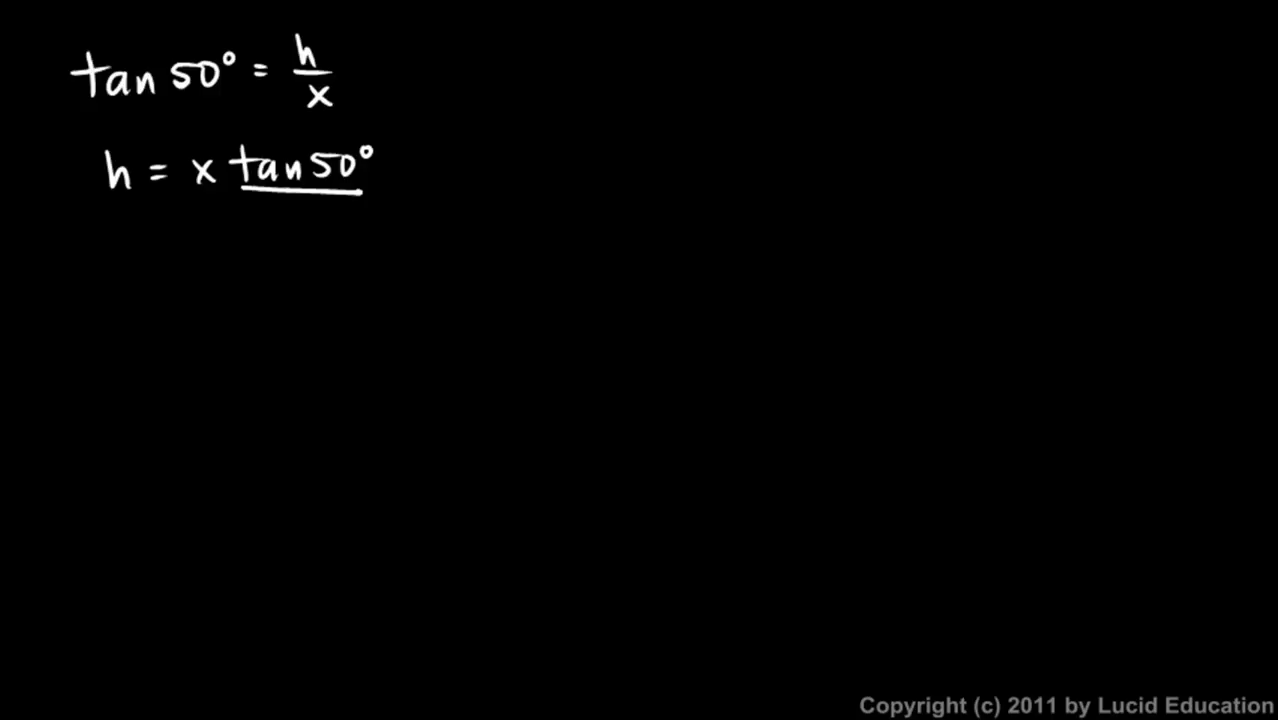 tan 50° = h/x
h = x tan 50°
Copyright (c) 2011 by Lucid Education